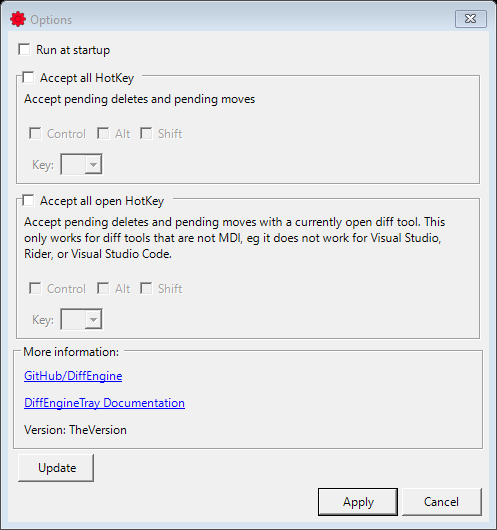 Options
Run at startup
Accept all HotKey
Accept pending deletes and pending moves
Control Alt Shift
Key:
Accept all open HotKey
Accept pending deletes and pending moves with a currently open diff tool. This
only works for diff tools that are not MDI, eg it does not work for Visual Studio,
Rider, or Visual Studio Code.
Control Alt Shift
Key:
More information:
GitHub/DiffEngine
DiffEngineTray Documentation
Version: TheVersion
Update
Apply Cancel